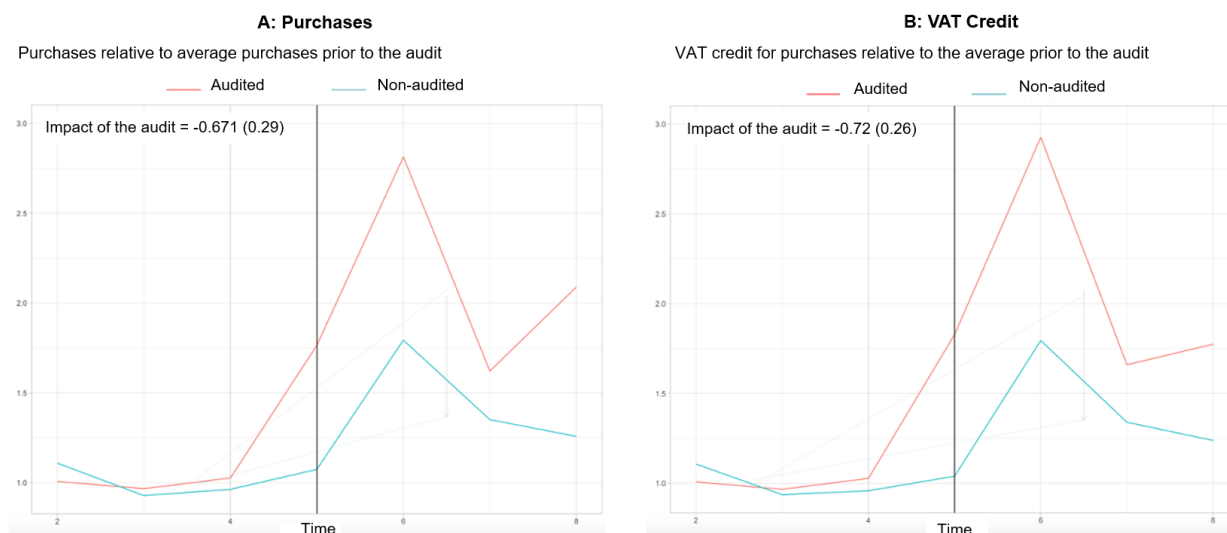 A: Purchases
Purchases relative to average purchases prior to the audit
Audited
Non-audited
Impact of the audit = -0.671 (0.29)
3.0
2.5
2.0
1.5
1.0
2
4
6
8
Time
B: VAT Credit
VAT credit for purchases relative to the average prior to the audit
Audited
Non-audited
Impact of the audit = -0.72 (0.26)
3.0
2.5
2.0
1.5
1.0
2
4
6
8
Time